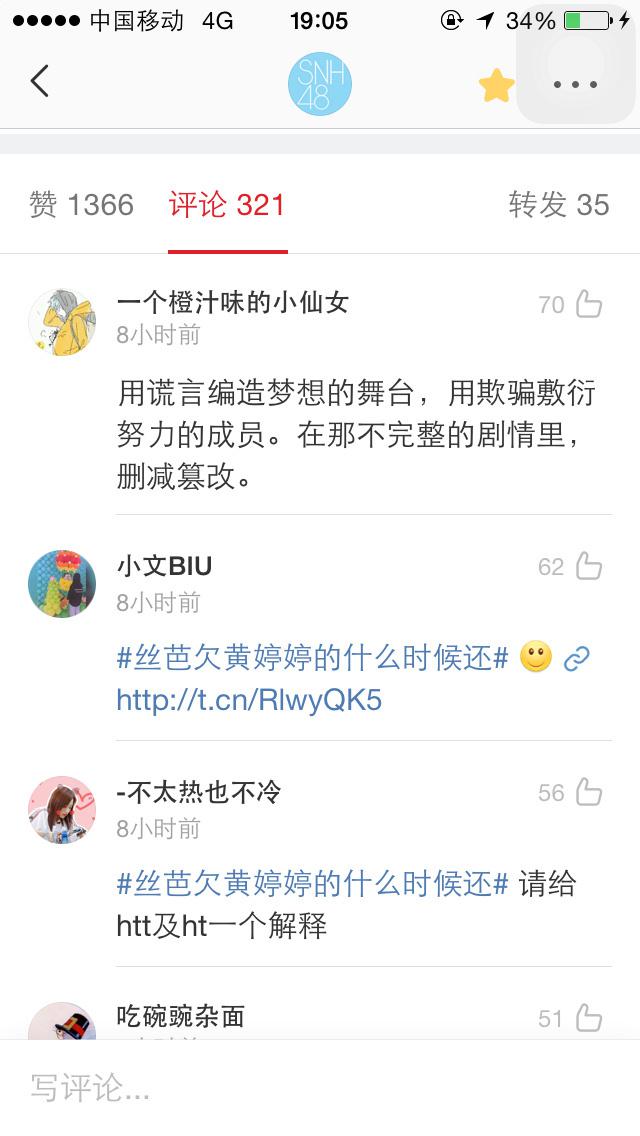 中国移动 4G 19:05 34%
SNH
48
赞 1366 评论 321 转发 35
一个橙汁味的小仙女 70
8小时前
用谎言编造梦想的舞台，用欺骗敷衍
努力的成员。在那不完整的剧情里，
删减篡改。
小文BIU 62
8小时前
#丝芭欠黄婷婷的什么时候还#
http://t.cn/RlwyQK5
-不太热也不冷 56
8小时前
#丝芭欠黄婷婷的什么时候还# 请给
htt及ht一个解释
吃碗豌杂面 51
写评论...